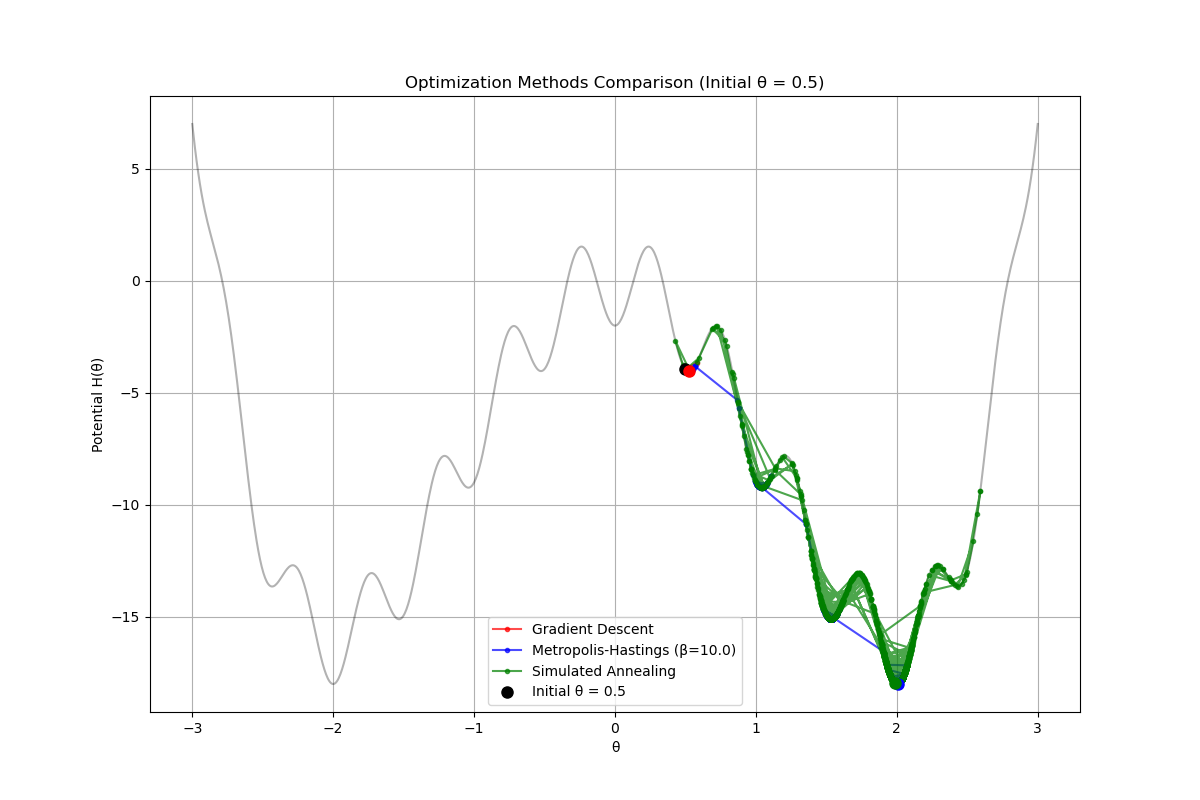 Optimization Methods Comparison (Initial θ = 0.5)
Potential H(θ)
5
0
−5
−10
−15
Gradient Descent
Metropolis-Hastings (β=10.0)
Simulated Annealing
Initial θ = 0.5
−3 −2 −1 0 1 2 3
θ